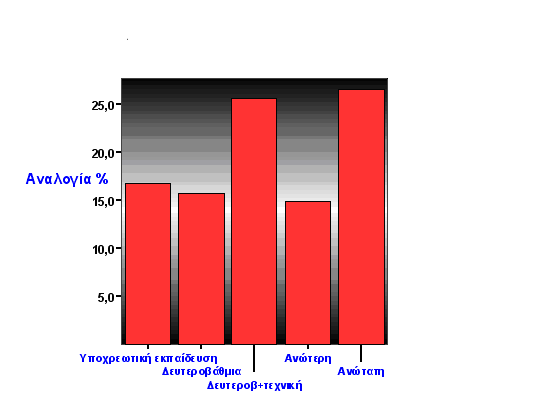 25,0
20,0
Αναλογία %
15,0
10,0
5,0
Υποχρεωτική εκπαίδευση
Ανώτερη
Δευτεροβάθμια
Ανώτατη
Δευτεροβ+τεχνική